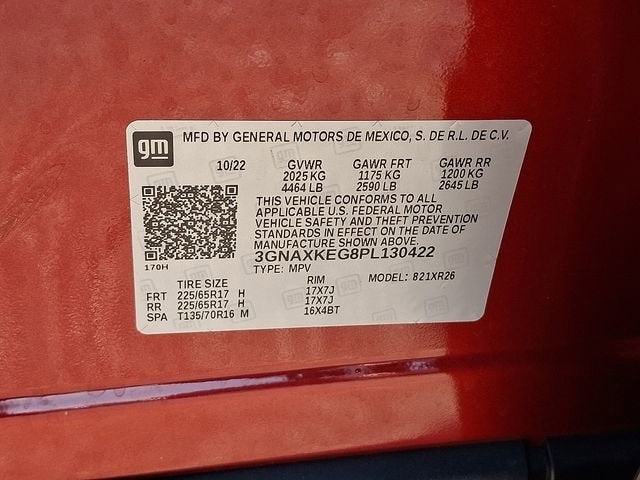 gm MFD BY GENERAL MOTORS DE MEXICO, S. DE R.L. DE C.V.
10/22 GVWR GAWR FRT GAWR RR
2025 KG 1175 KG 1200 KG
4464 LB 2590 LB 2645 LB
THIS VEHICLE CONFORMS TO ALL
APPLICABLE U.S. FEDERAL MOTOR
VEHICLE SAFETY AND THEFT PREVENTION
STANDARDS IN EFFECT ON THE DATE OF
MANUFACTURE SHOWN ABOVE.
3GNAXKEG8PL130422
170H TYPE: MPV
TIRE SIZE RIM MODEL: 821XR26
FRT 225/65R17 H 17X7J
RR 225/65R17 H 17X7J
SPA T135/70R16 M 16X4BT